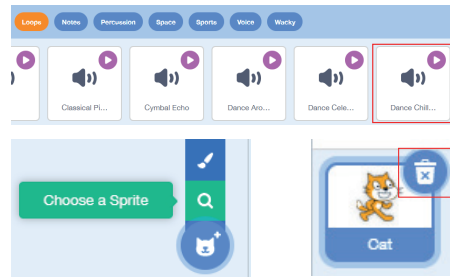 Loops Notes Percussion Space Sports Voice Wacky
Classical Pi... Cymbal Echo Dance Aro... Dance Cele... Dance Chill...
Choose a Sprite
Cat